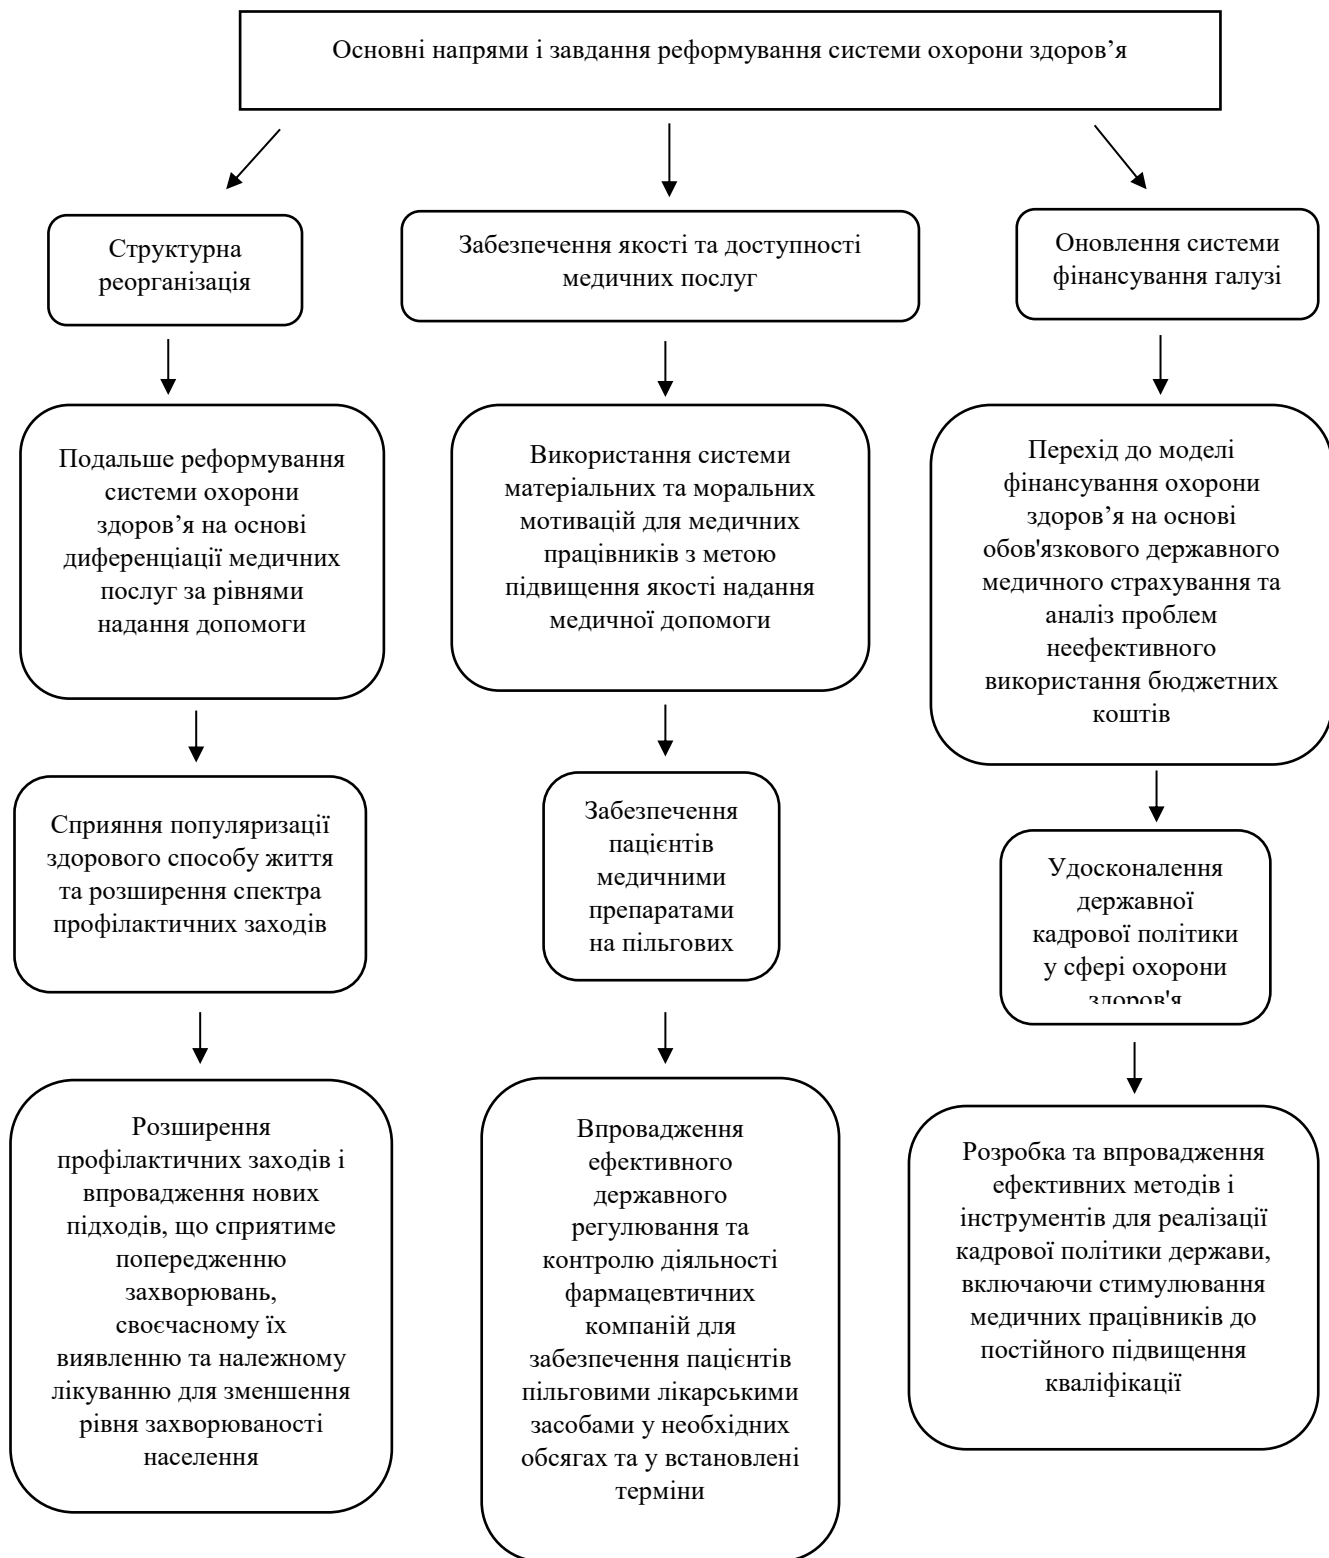 Основні напрями і завдання реформування системи охорони здоров’я
Структурна
реорганізація
Забезпечення якості та доступності
медичних послуг
Оновлення системи
фінансування галузі
Подальше реформування
системи охорони
здоров’я на основі
диференціації медичних
послуг за рівнями
надання допомоги
Використання системи
матеріальних та моральних
мотивацій для медичних
працівників з метою
підвищення якості надання
медичної допомоги
Перехід до моделі
фінансування охорони
здоров’я на основі
обов'язкового державного
медичного страхування та
аналіз проблем
неефективного
використання бюджетних
коштів
Сприяння популяризації
здорового способу життя
та розширення спектра
профілактичних заходів
Забезпечення
пацієнтів
медичними
препаратами
на пільгових
Удосконалення
державної
кадрової політики
у сфері охорони
здоров'я
Розширення
профілактичних заходів і
впровадження нових
підходів, що сприятиме
попередженню
захворювань,
своєчасному їх
виявленню та належному
лікуванню для зменшення
рівня захворюваності
населення
Впровадження
ефективного
державного
регулювання та
контролю діяльності
фармацевтичних
компаній для
забезпечення пацієнтів
пільговими лікарськими
засобами у необхідних
обсягах та у встановлені
терміни
Розробка та впровадження
ефективних методів і
інструментів для реалізації
кадрової політики держави,
включаючи стимулювання
медичних працівників до
постійного підвищення
кваліфікації